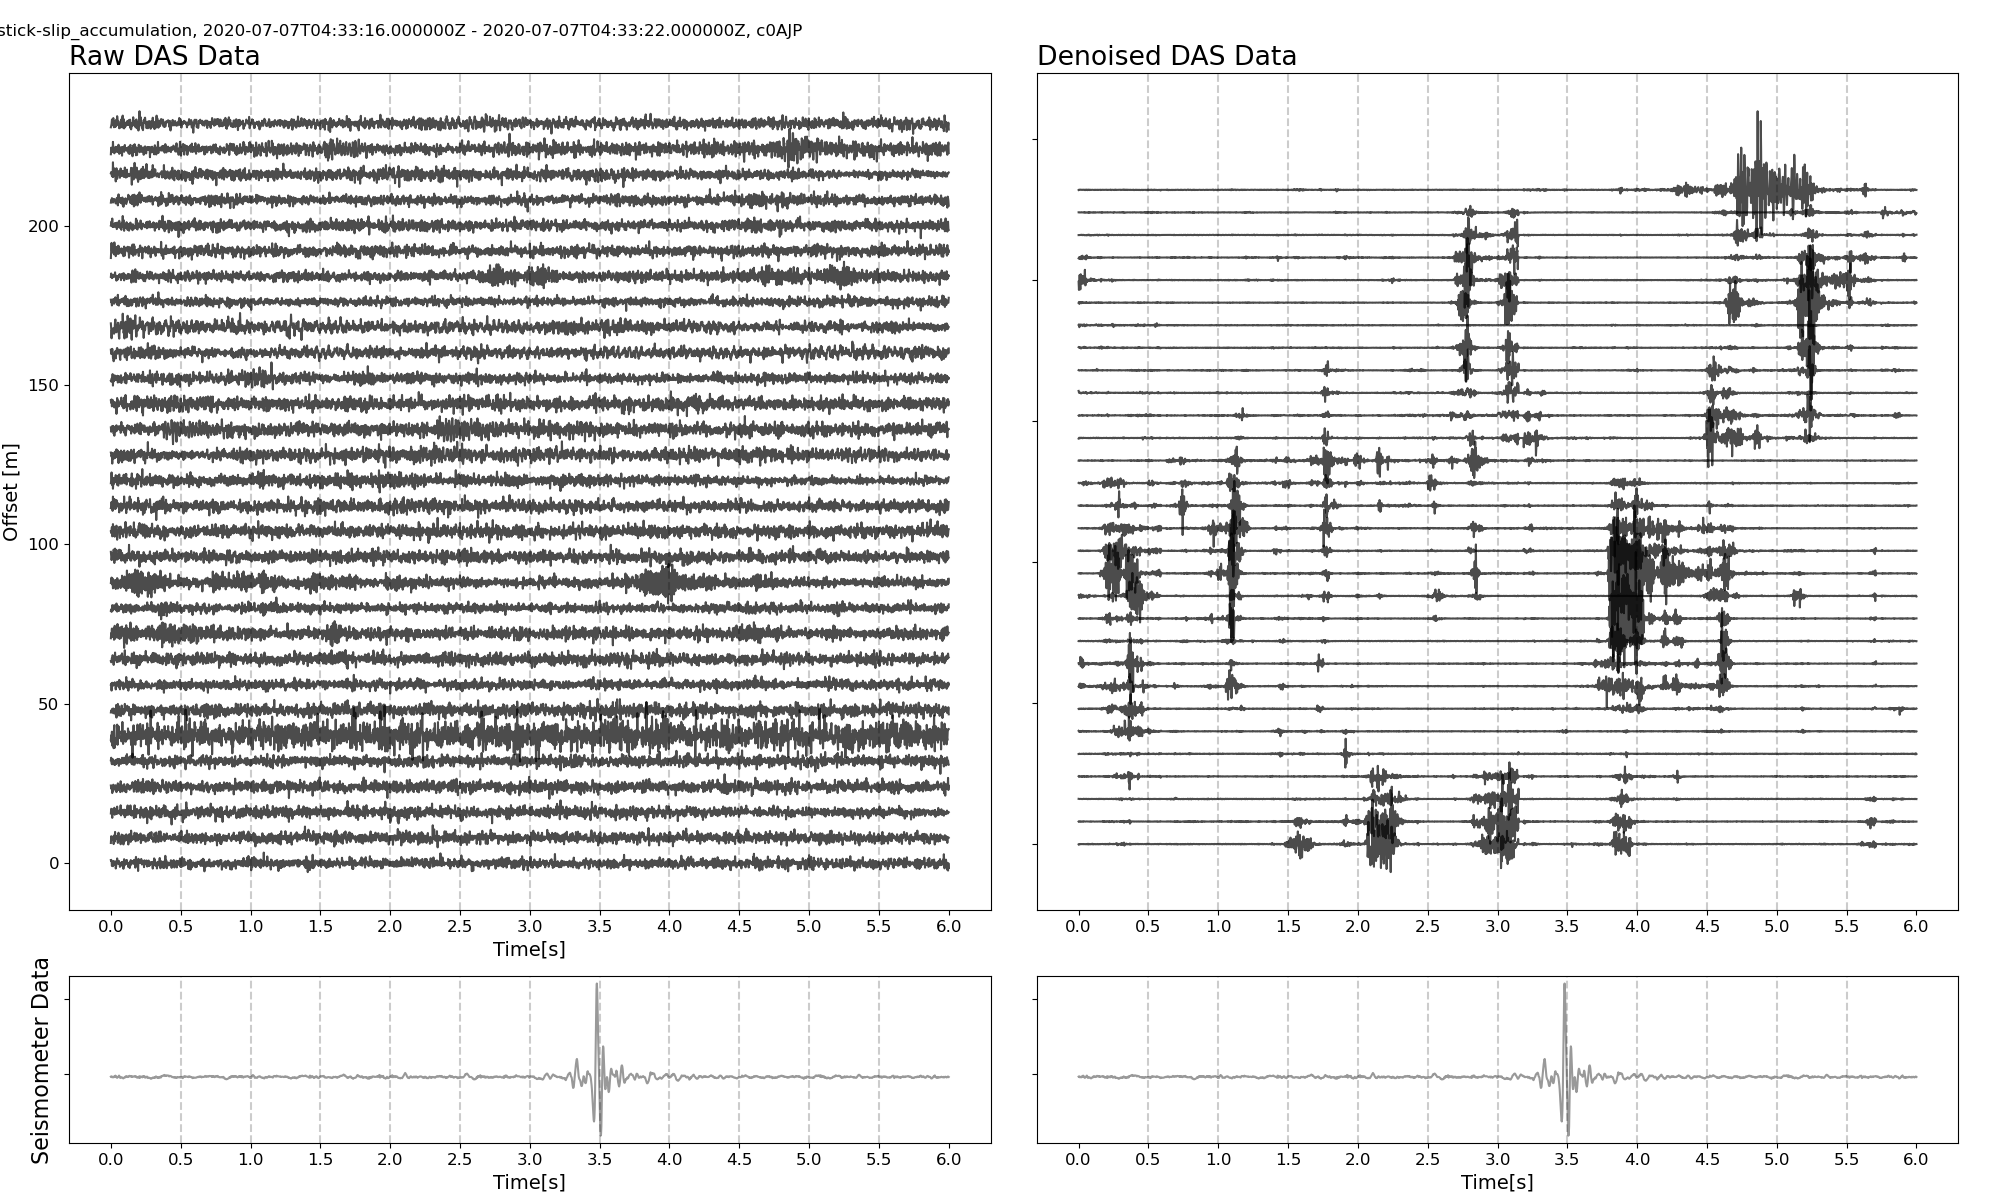 stick-slip_accumulation, 2020-07-07T04:33:16.000000Z - 2020-07-07T04:33:22.000000Z, c0AJP
Raw DAS Data
Denoised DAS Data
Offset [m]
200
150
100
50
0
0.0 0.5 1.0 1.5 2.0 2.5 3.0 3.5 4.0 4.5 5.0 5.5 6.0
Time[s]
0.0 0.5 1.0 1.5 2.0 2.5 3.0 3.5 4.0 4.5 5.0 5.5 6.0
Seismometer Data
0.0 0.5 1.0 1.5 2.0 2.5 3.0 3.5 4.0 4.5 5.0 5.5 6.0
Time[s]
0.0 0.5 1.0 1.5 2.0 2.5 3.0 3.5 4.0 4.5 5.0 5.5 6.0
Time[s]